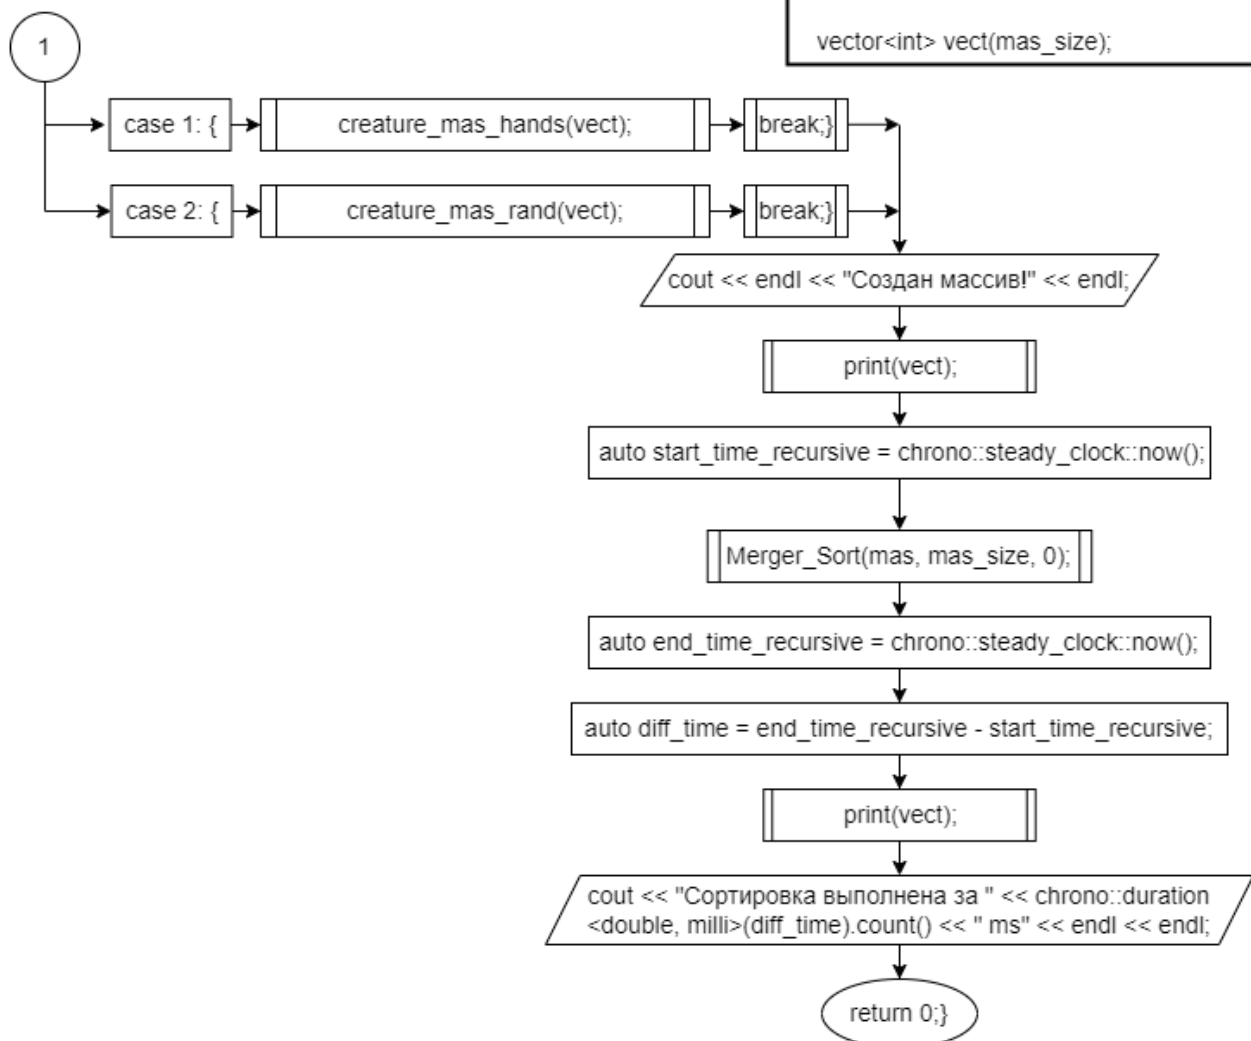 vector<int> vect(mas_size);
1
case 1: {
creature_mas_hands(vect);
break;}
case 2: {
creature_mas_rand(vect);
break;}
cout << endl << "Создан массив!" << endl;
print(vect);
auto start_time_recursive = chrono::steady_clock::now();
Merger_Sort(mas, mas_size, 0);
auto end_time_recursive = chrono::steady_clock::now();
auto diff_time = end_time_recursive - start_time_recursive;
print(vect);
cout << "Сортировка выполнена за " << chrono::duration
<double, milli>(diff_time).count() << " ms" << endl << endl;
return 0;}